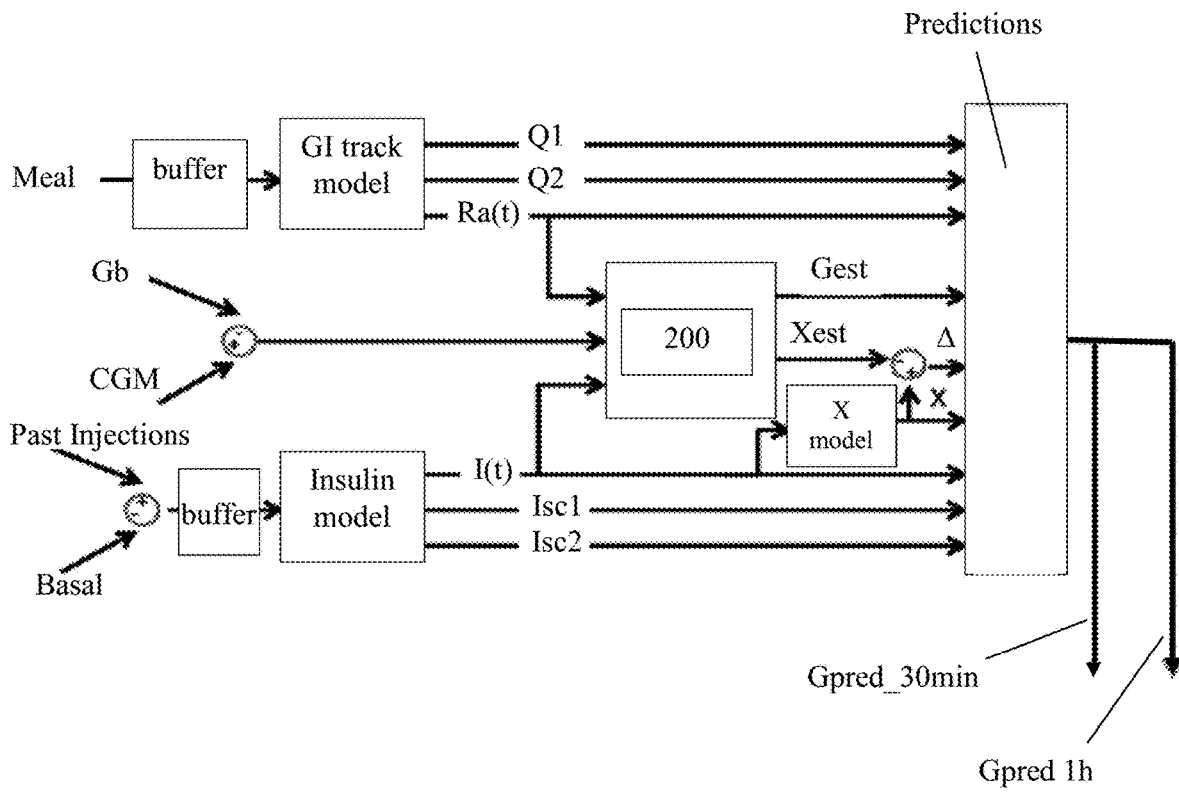 Predictions
Meal
buffer
GI track
model
Q1
Q2
Ra(t)
Gb
CGM
200
Gest
Xest
Δ
X
X
model
Past Injections
Basal
buffer
Insulin
model
I(t)
Isc1
Isc2
Gpred_30min
Gpred 1h